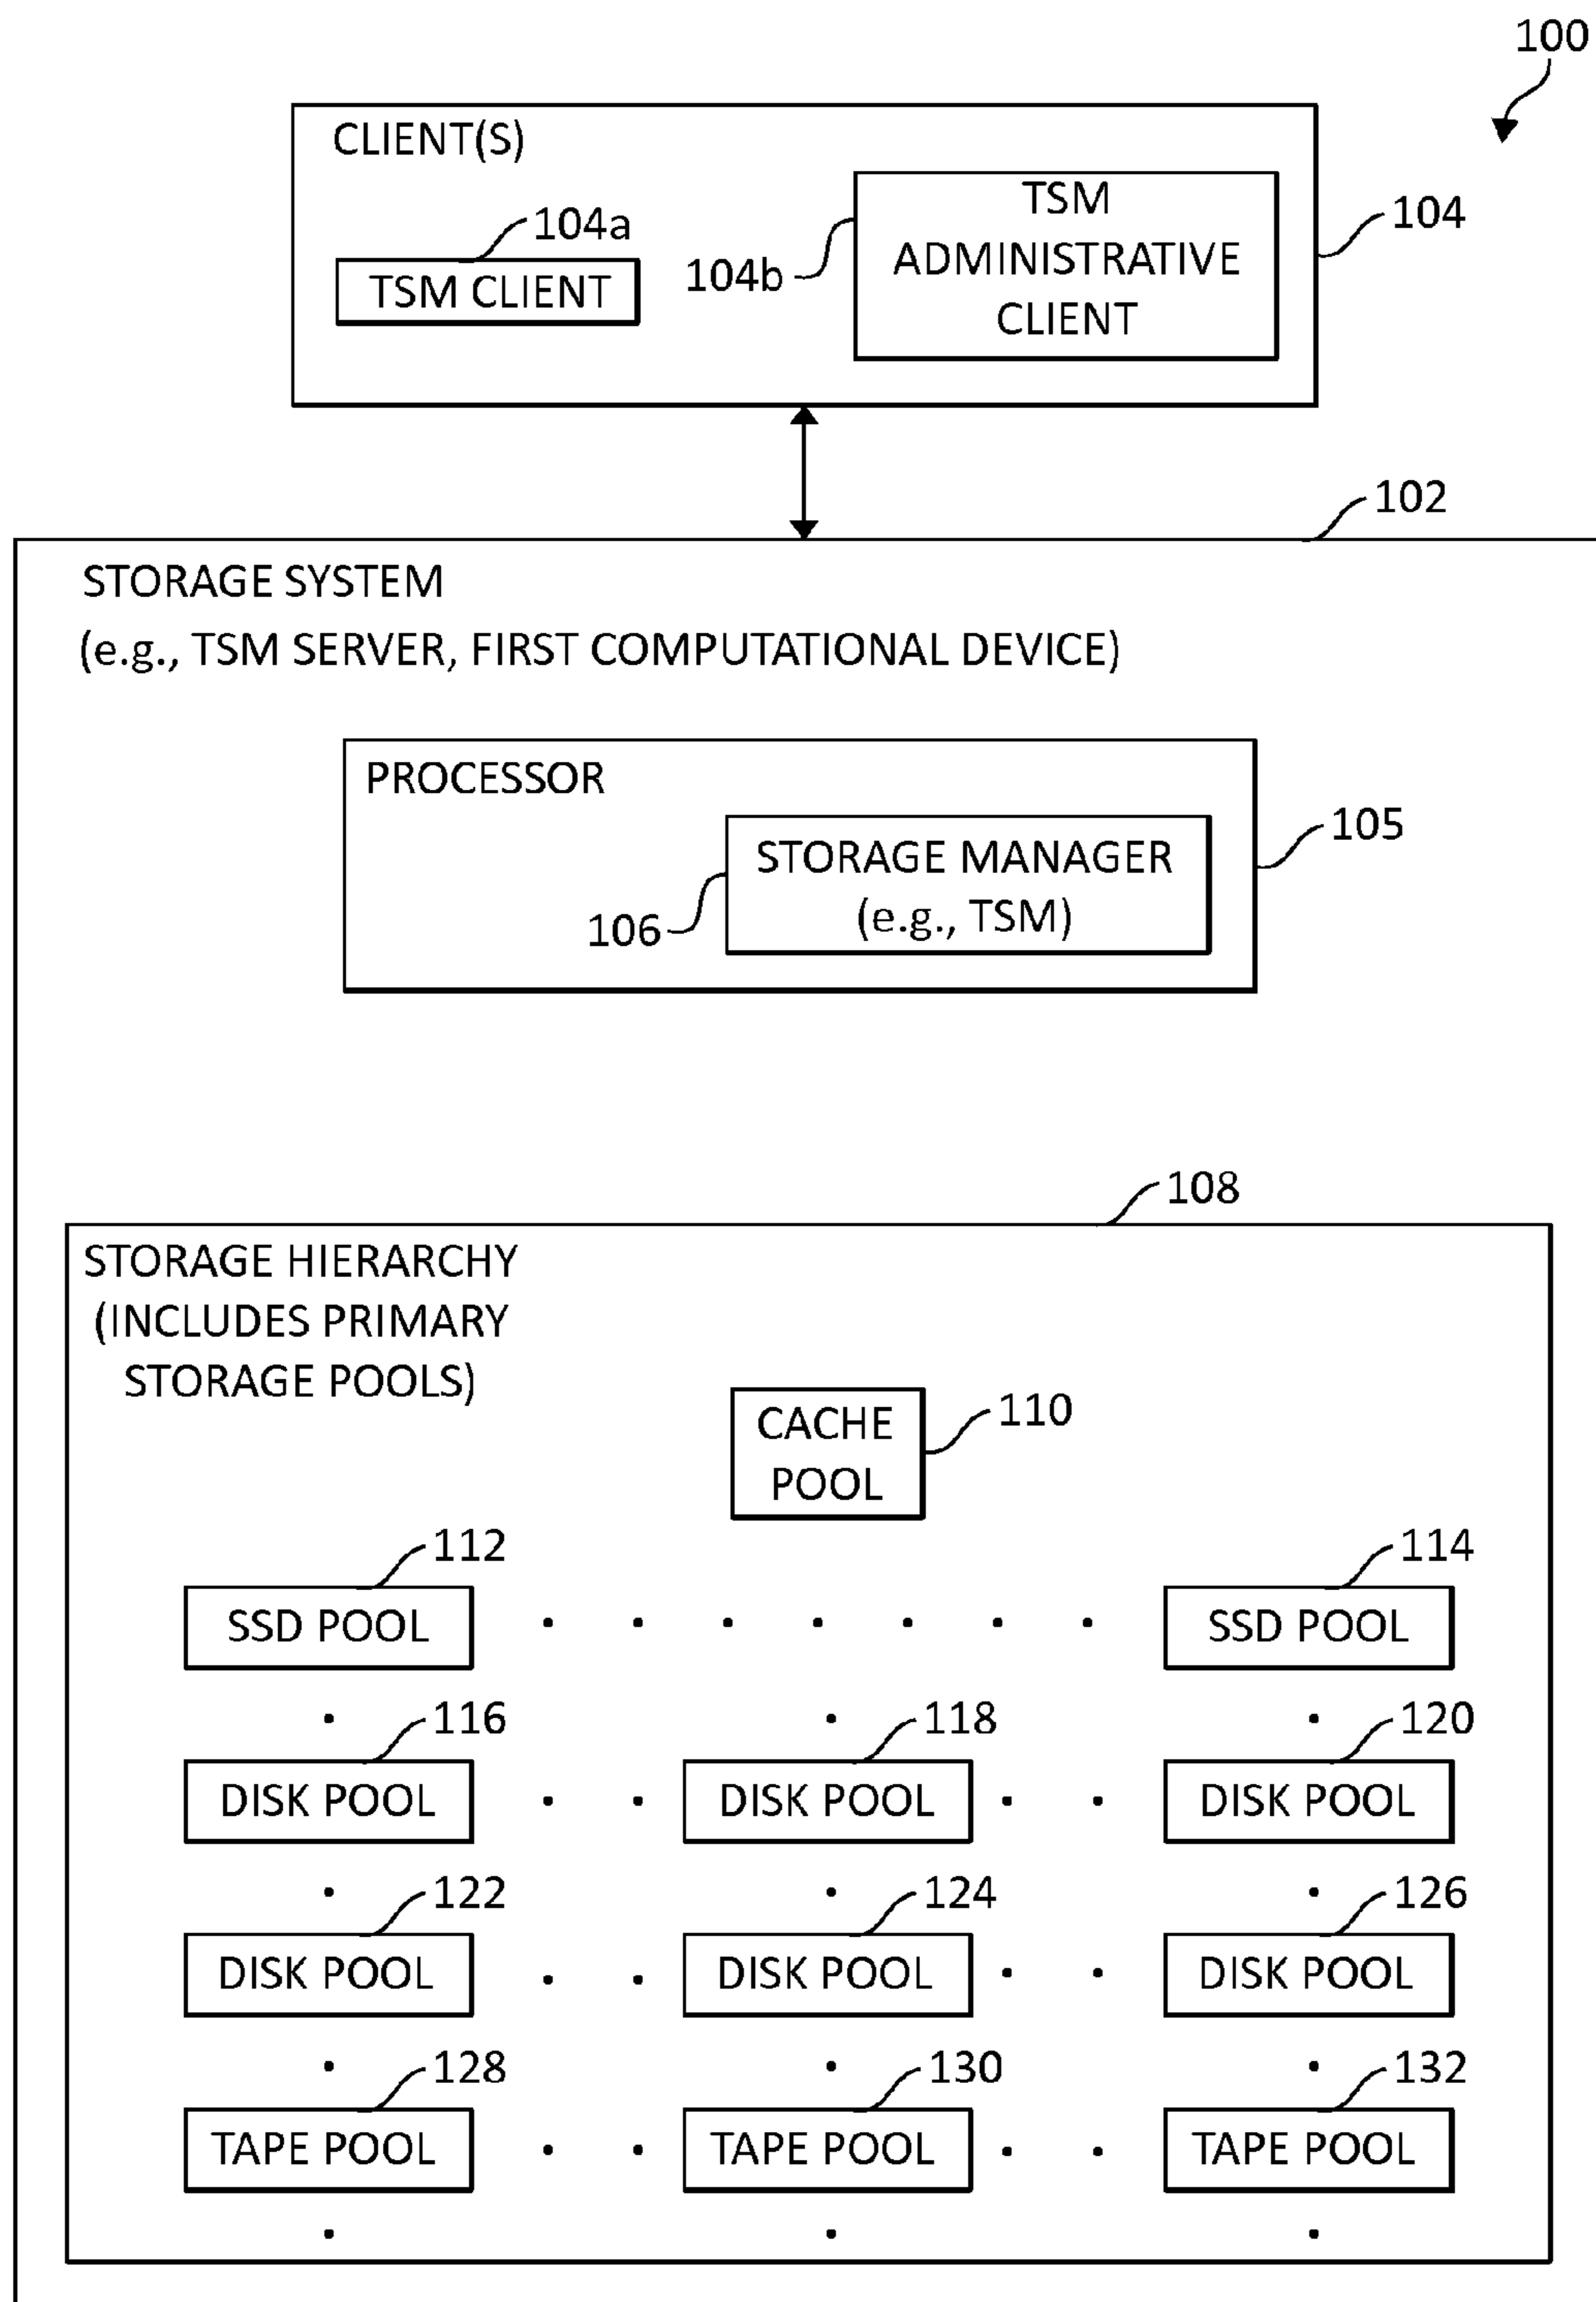 100
CLIENT(S)
104a
TSM CLIENT
104b
TSM
ADMINISTRATIVE
CLIENT
104
102
STORAGE SYSTEM
(e.g., TSM SERVER, FIRST COMPUTATIONAL DEVICE)
PROCESSOR
105
STORAGE MANAGER
(e.g., TSM)
106
108
STORAGE HIERARCHY
(INCLUDES PRIMARY
STORAGE POOLS)
CACHE
POOL
110
112
114
SSD POOL
SSD POOL
116
118
120
DISK POOL
DISK POOL
DISK POOL
122
124
126
DISK POOL
DISK POOL
DISK POOL
128
130
132
TAPE POOL
TAPE POOL
TAPE POOL